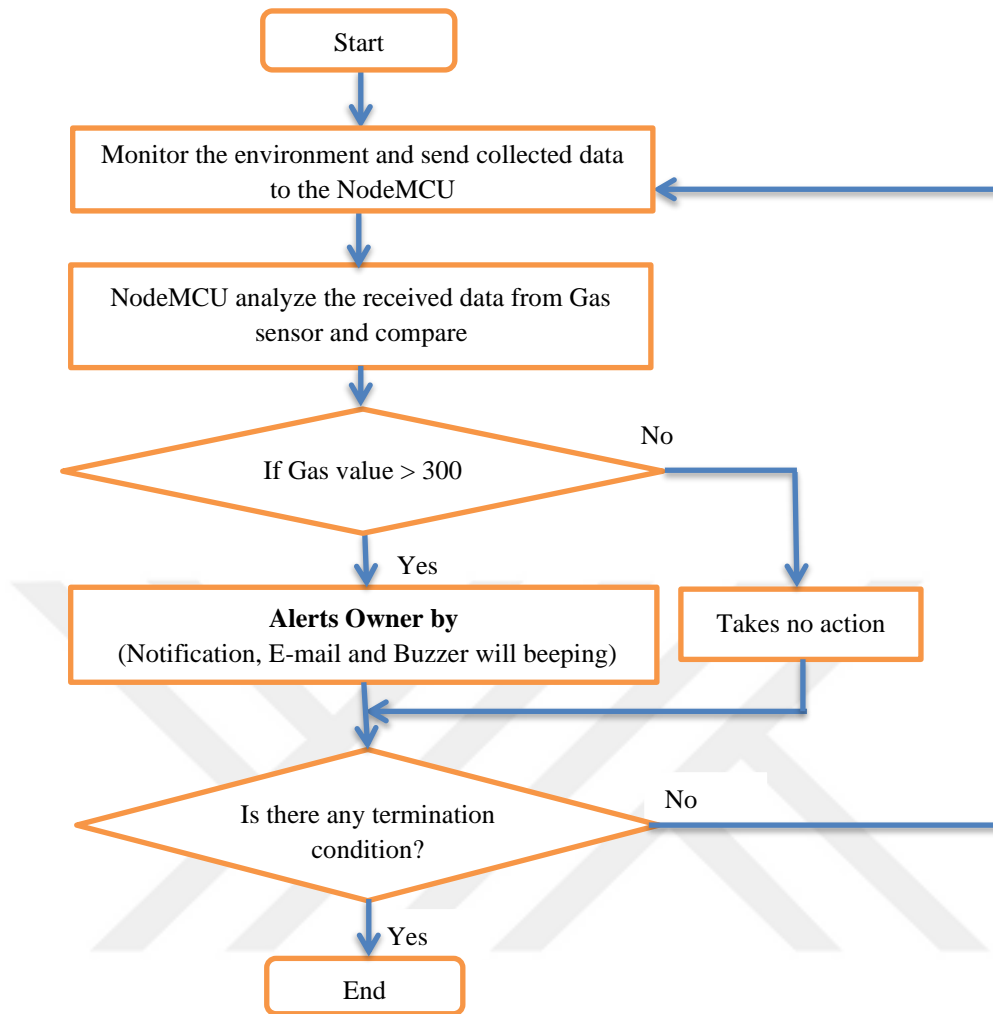 Start
Monitor the environment and send collected data
to the NodeMCU
NodeMCU analyze the received data from Gas
sensor and compare
No
If Gas value > 300
Yes
Alerts Owner by
(Notification, E-mail and Buzzer will beeping)
Takes no action
No
Is there any termination
condition?
Yes
End